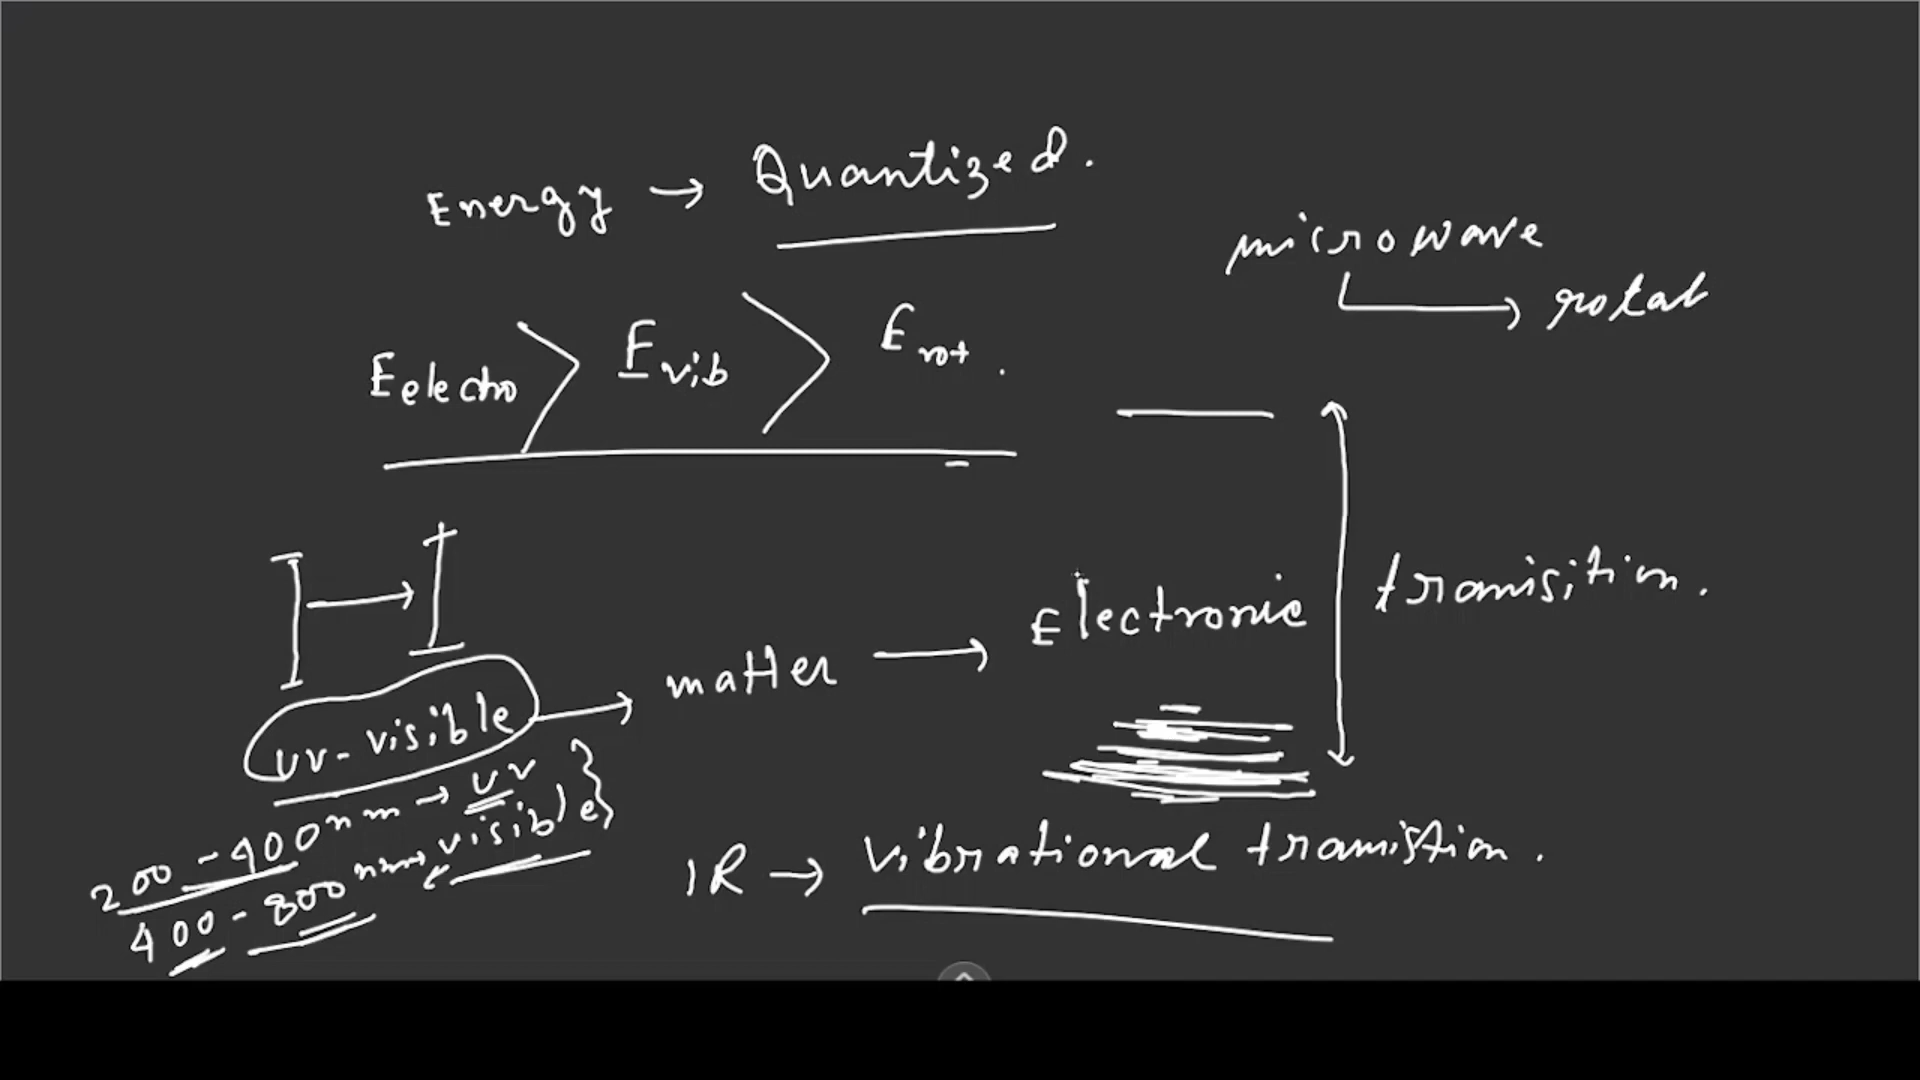 Energy → Quantized.
microwave
→ rotat
Eelectro > Evib > Erot.
uv-visible → matter → Electronic transition.
200-400nm → uv
400-800nm → visible
IR → vibrational